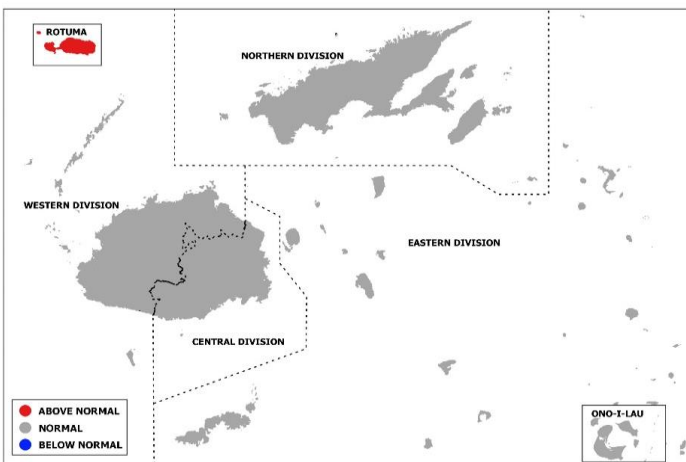 ROTUMA
NORTHERN DIVISION
WESTERN DIVISION
EASTERN DIVISION
CENTRAL DIVISION
ABOVE NORMAL
NORMAL
BELOW NORMAL
ONO-I-LAU